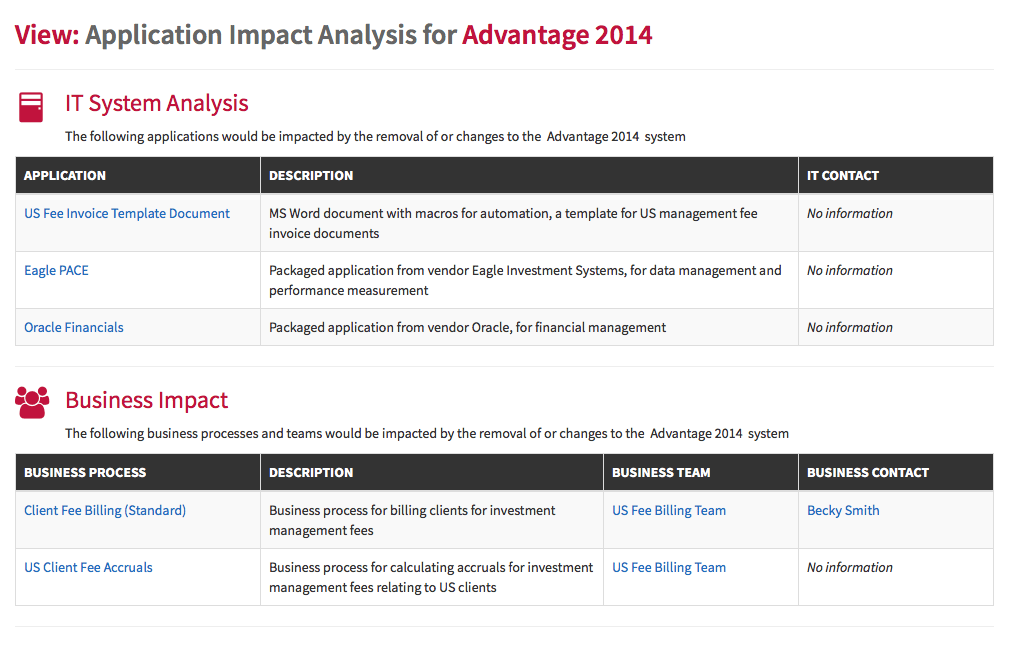 View: Application Impact Analysis for Advantage 2014
IT System Analysis
The following applications would be impacted by the removal of or changes to the Advantage 2014 system
APPLICATION DESCRIPTION IT CONTACT
US Fee Invoice Template Document MS Word document with macros for automation, a template for US management fee No information
invoice documents
Eagle PACE Packaged application from vendor Eagle Investment Systems, for data management and No information
performance measurement
Oracle Financials Packaged application from vendor Oracle, for financial management No information
Business Impact
The following business processes and teams would be impacted by the removal of or changes to the Advantage 2014 system
BUSINESS PROCESS DESCRIPTION BUSINESS TEAM BUSINESS CONTACT
Client Fee Billing (Standard) Business process for billing clients for investment US Fee Billing Team Becky Smith
management fees
US Client Fee Accruals Business process for calculating accruals for investment US Fee Billing Team No information
management fees relating to US clients